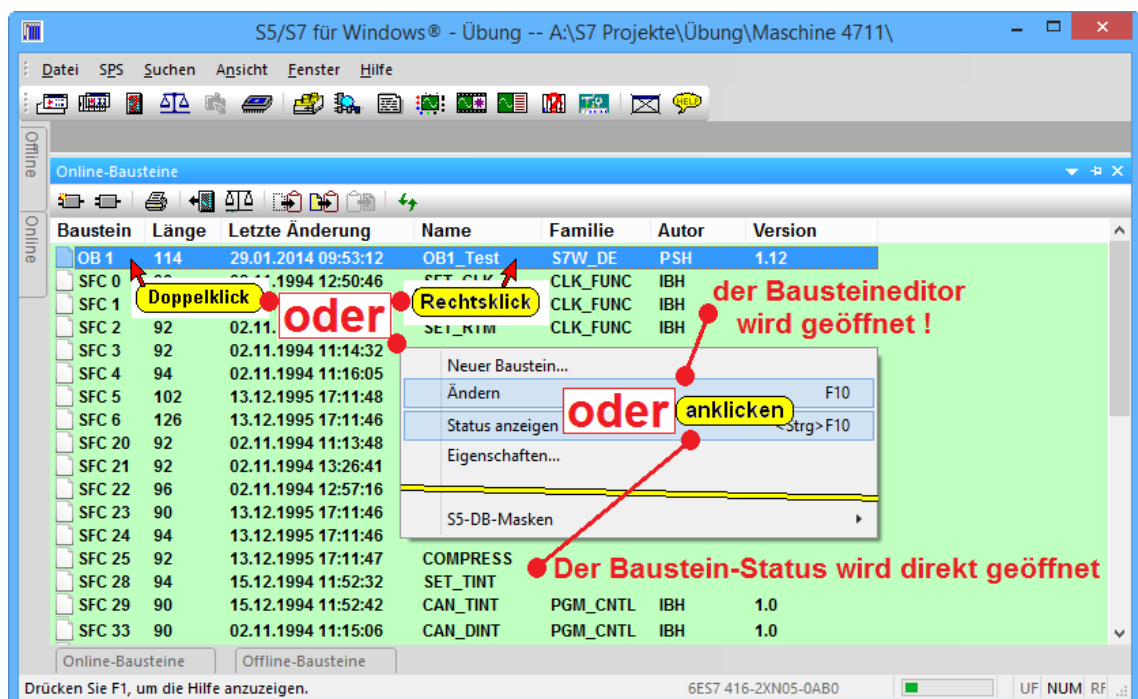 S5/S7 für Windows® - Übung -- A:\S7 Projekte\Übung\Maschine 4711\
Datei SPS Suchen Ansicht Fenster Hilfe
HELP
Offline
Online
Online-Bausteine
Baustein Länge Letzte Änderung Name Familie Autor Version
OB 1 114 29.01.2014 09:53:12 OB1_Test S7W_DE PSH 1.12
SFC 0 1994 12:50:46 CLK_FUNC IBH
Doppelklick
oder
Rechtsklick
SFC 1 CLK_FUNC IBH
SFC 2 92 02.11. SET_RTM CLK_FUNC IBH
der Bausteineditor
wird geöffnet !
SFC 3 92 02.11.1994 11:14:32
SFC 4 94 02.11.1994 11:16:05
SFC 5 102 13.12.1995 17:11:48
SFC 6 126 13.12.1995 17:11:46
SFC 20 92 02.11.1994 11:13:48
SFC 21 92 02.11.1994 13:26:41
SFC 22 96 02.11.1994 12:57:16
SFC 23 90 13.12.1995 17:11:46
SFC 24 94 13.12.1995 17:11:46
SFC 25 92 13.12.1995 17:11:47 COMPRESS
SFC 28 94 15.12.1994 11:52:32 SET_TINT
SFC 29 90 15.12.1994 11:52:42 CAN_TINT PGM_CNTL IBH 1.0
SFC 33 90 02.11.1994 11:15:06 CAN_DINT PGM_CNTL IBH 1.0
Neuer Baustein...
Ändern F10
oder
anklicken
Status anzeigen <Strg>F10
Eigenschaften...
S5-DB-Masken
Der Baustein-Status wird direkt geöffnet
Online-Bausteine Offline-Bausteine
Drücken Sie F1, um die Hilfe anzuzeigen. 6ES7 416-2XN05-0AB0 UF NUM RF